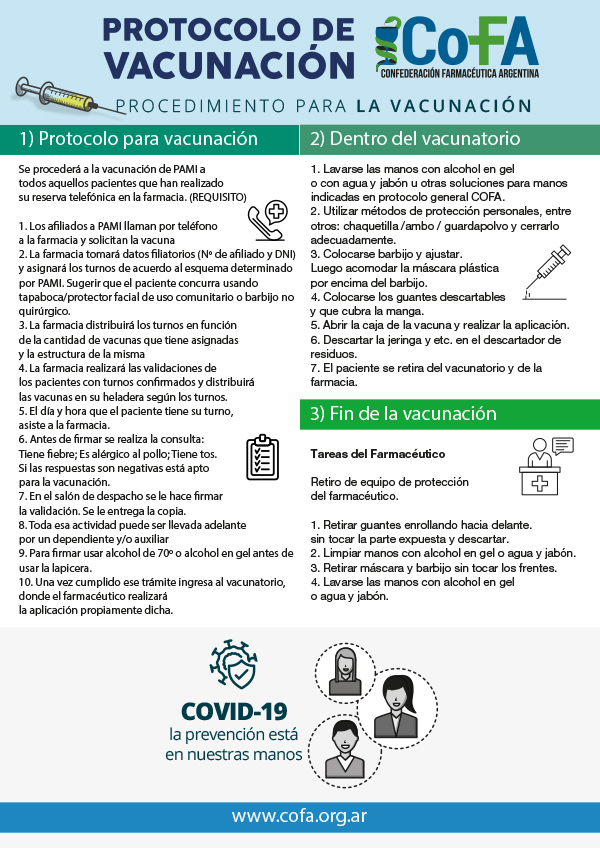 PROTOCOLO DE
VACUNACIÓN
CoFA
CONFEDERACIÓN FARMACÉUTICA ARGENTINA
PROCEDIMIENTO PARA LA VACUNACIÓN
1) Protocolo para vacunación
Se procederá a la vacunación de PAMI a
todos aquellos pacientes que han realizado
su reserva telefónica en la farmacia. (REQUISITO)
1. Los afiliados a PAMI llaman por teléfono
a la farmacia y solicitan la vacuna
2. La farmacia tomará datos filiatorios (Nº de afiliado y DNI)
y asignará los turnos de acuerdo al esquema determinado
por PAMI. Sugerir que el paciente concurra usando
tapaboca/protector facial de uso comunitario o barbijo no
quirúrgico.
3. La farmacia distribuirá los turnos en función
de la cantidad de vacunas que tiene asignadas
y la estructura de la misma
4. La farmacia realizará las validaciones de
los pacientes con turnos confirmados y distribuirá
las vacunas en su heladera según los turnos.
5. El día y hora que el paciente tiene su turno,
asiste a la farmacia.
6. Antes de firmar se realiza la consulta:
Tiene fiebre; Es alérgico al pollo; Tiene tos.
Si las respuestas son negativas está apto
para la vacunación.
7. En el salón de despacho se le hace firmar
la validación. Se le entrega la copia.
8. Toda esa actividad puede ser llevada adelante
por un dependiente y/o auxiliar
9. Para firmar usar alcohol de 70º o alcohol en gel antes de
usar la lapicera.
10. Una vez cumplido ese trámite ingresa al vacunatorio,
donde el farmacéutico realizará
la aplicación propiamente dicha.
2) Dentro del vacunatorio
1. Lavarse las manos con alcohol en gel
o con agua y jabón u otras soluciones para manos
indicadas en protocolo general COFA.
2. Utilizar métodos de protección personales, entre
otros: chaquetilla /ambo / guardapolvo y cerrarlo
adecuadamente.
3. Colocarse barbijo y ajustar.
Luego acomodar la máscara plástica
por encima del barbijo.
4. Colocarse los guantes descartables
y que cubra la manga.
5. Abrir la caja de la vacuna y realizar la aplicación.
6. Descartar la jeringa y etc. en el descartador de
residuos.
7. El paciente se retira del vacunatorio y de la
farmacia.
3) Fin de la vacunación
Tareas del Farmacéutico
Retiro de equipo de protección
del farmacéutico.
1. Retirar guantes enrollando hacia delante.
sin tocar la parte expuesta y descartar.
2. Limpiar manos con alcohol en gel o agua y jabón.
3. Retirar máscara y barbijo sin tocar los frentes.
4. Lavarse las manos con alcohol en gel
o agua y jabón.
COVID-19
la prevención está
en nuestras manos
www.cofa.org.ar